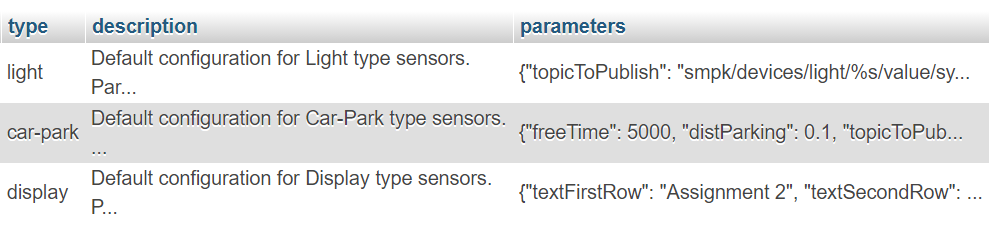 type description parameters
light Default configuration for Light type sensors. Par... {"topicToPublish": "smpk/devices/light/%s/value/sy...
car-park Default configuration for Car-Park type sensors. ... {"freeTime": 5000, "distParking": 0.1, "topicToPub...
display Default configuration for Display type sensors. P... {"textFirstRow": "Assignment 2", "textSecondRow": ...